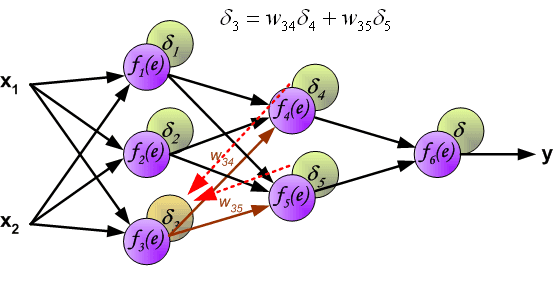 δ₃ = w₃₄δ₄ + w₃₅δ₅
δ₁
f₁(e)
x₁
δ₄
f₄(e)
δ₂
f₂(e)
w₃₄
δ
f₆(e)
y
δ₅
f₅(e)
w₃₅
x₂
δ₃
f₃(e)